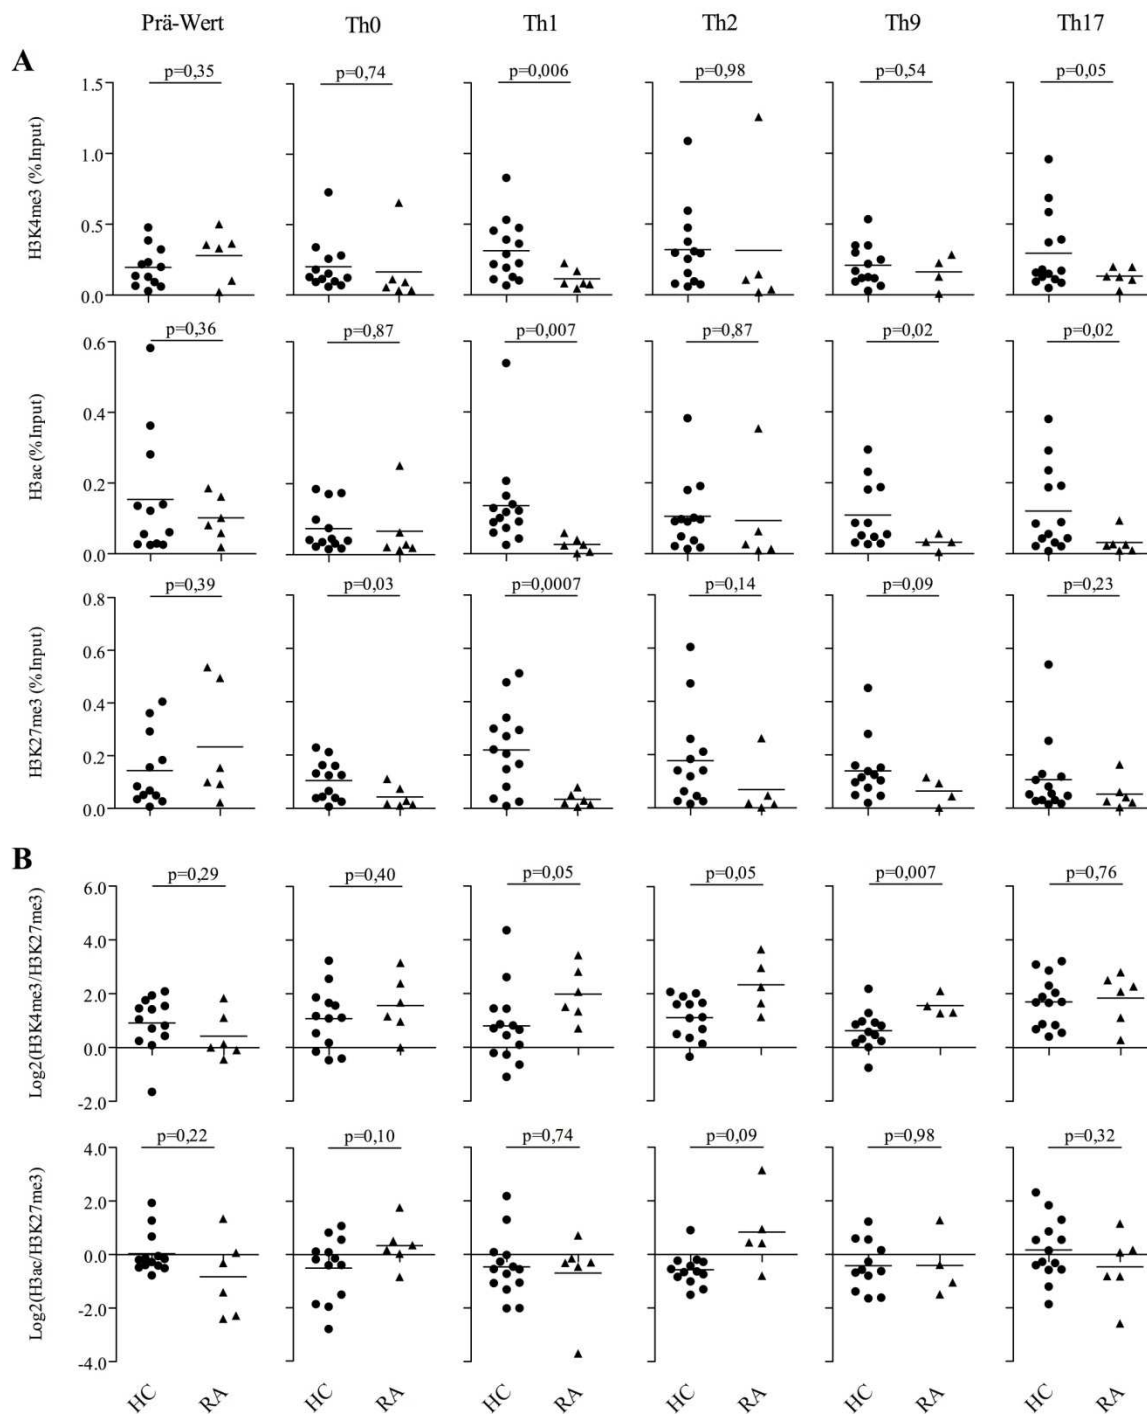 Prä-Wert Th0 Th1 Th2 Th9 Th17
A
p=0,35 p=0,74 p=0,006 p=0,98 p=0,54 p=0,05
H3K4me3 (%Input)
1.5
1.0
0.5
0.0
p=0,36 p=0,87 p=0,007 p=0,87 p=0,02 p=0,02
H3ac (%Input)
0.6
0.4
0.2
0.0
p=0,39 p=0,03 p=0,0007 p=0,14 p=0,09 p=0,23
H3K27me3 (%Input)
0.8
0.6
0.4
0.2
0.0
B
p=0,29 p=0,40 p=0,05 p=0,05 p=0,007 p=0,76
Log2(H3K4me3/H3K27me3)
6.0
4.0
2.0
0.0
-2.0
p=0,22 p=0,10 p=0,74 p=0,09 p=0,98 p=0,32
Log2(H3ac/H3K27me3)
4.0
2.0
0.0
-2.0
-4.0
HC RA HC RA HC RA HC RA HC RA HC RA